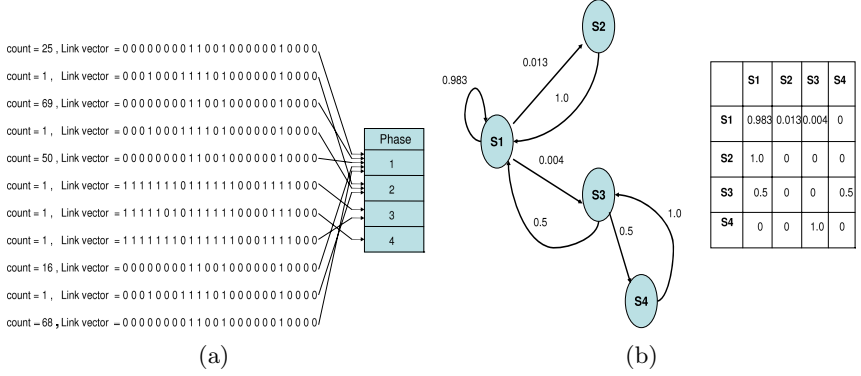 count = 25 , Link vector = 0 0 0 0 0 0 0 0 1 1 0 0 1 0 0 0 0 0 0 1 0 0 0 0
count = 1 , Link vector = 0 0 0 1 0 0 0 1 1 1 1 0 1 0 0 0 0 0 0 1 0 0 0 0
count = 69 , Link vector = 0 0 0 0 0 0 0 0 1 1 0 0 1 0 0 0 0 0 0 1 0 0 0 0
count = 1 , Link vector = 0 0 0 1 0 0 0 1 1 1 1 0 1 0 0 0 0 0 0 1 0 0 0 0
count = 50 , Link vector = 0 0 0 0 0 0 0 0 1 1 0 0 1 0 0 0 0 0 0 1 0 0 0 0
count = 1 , Link vector = 1 1 1 1 1 1 1 0 1 1 1 1 1 1 1 0 0 0 1 1 1 1 0 0 0
count = 1 , Link vector = 1 1 1 1 1 0 1 0 1 1 1 1 1 1 0 0 0 1 1 1 1 0 0 0
count = 1 , Link vector = 1 1 1 1 1 1 1 0 1 1 1 1 1 1 0 0 0 1 1 1 1 0 0 0
count = 16 , Link vector = 0 0 0 0 0 0 0 0 1 1 0 0 1 0 0 0 0 0 0 1 0 0 0 0
count = 1 , Link vector = 0 0 0 1 0 0 0 1 1 1 1 0 1 0 0 0 0 0 0 1 0 0 0 0
count – 68 , Link vector – 0 0 0 0 0 0 0 0 1 1 0 0 1 0 0 0 0 0 0 1 0 0 0 0
Phase
1
2
3
4
(a)
S2
0.013
0.983
1.0
S1
0.004
S3
0.5
1.0
0.5
S4
(b)
S1 S2 S3 S4
S1 0.983 0.013 0.004 0
S2 1.0 0 0 0
S3 0.5 0 0 0.5
S4 0 0 1.0 0